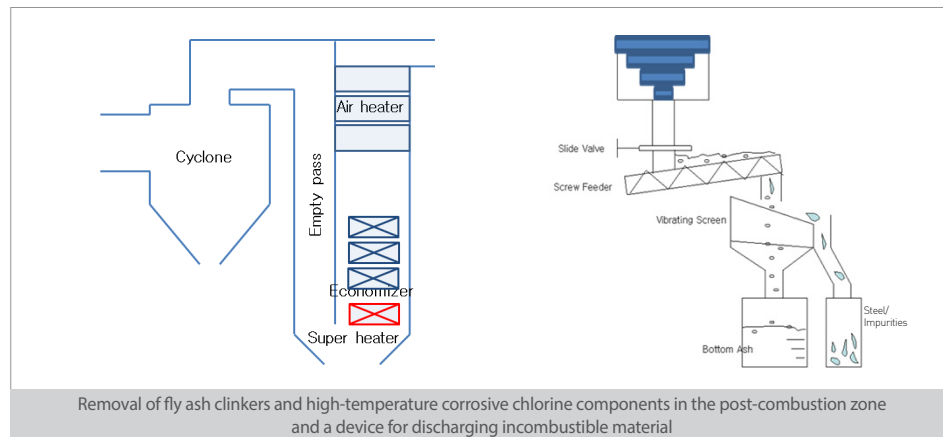 Air heater
Cyclone
Empty pass
Economizer
Super heater
Slide Valve
Screw Feeder
Vibrating Screen
Steel/
Impurities
Bottom Ash
Removal of fly ash clinkers and high-temperature corrosive chlorine components in the post-combustion zone
and a device for discharging incombustible material